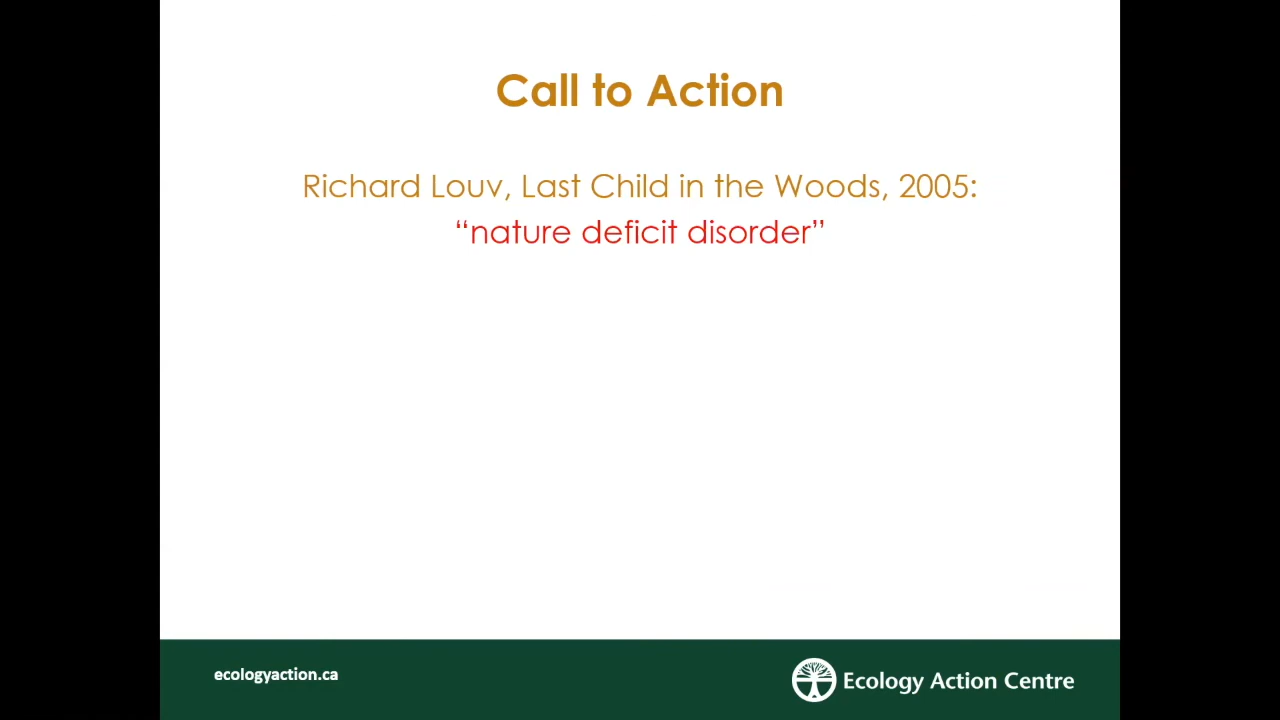 Call to Action
Richard Louv, Last Child in the Woods, 2005:
“nature deficit disorder”
ecologyaction.ca
Ecology Action Centre